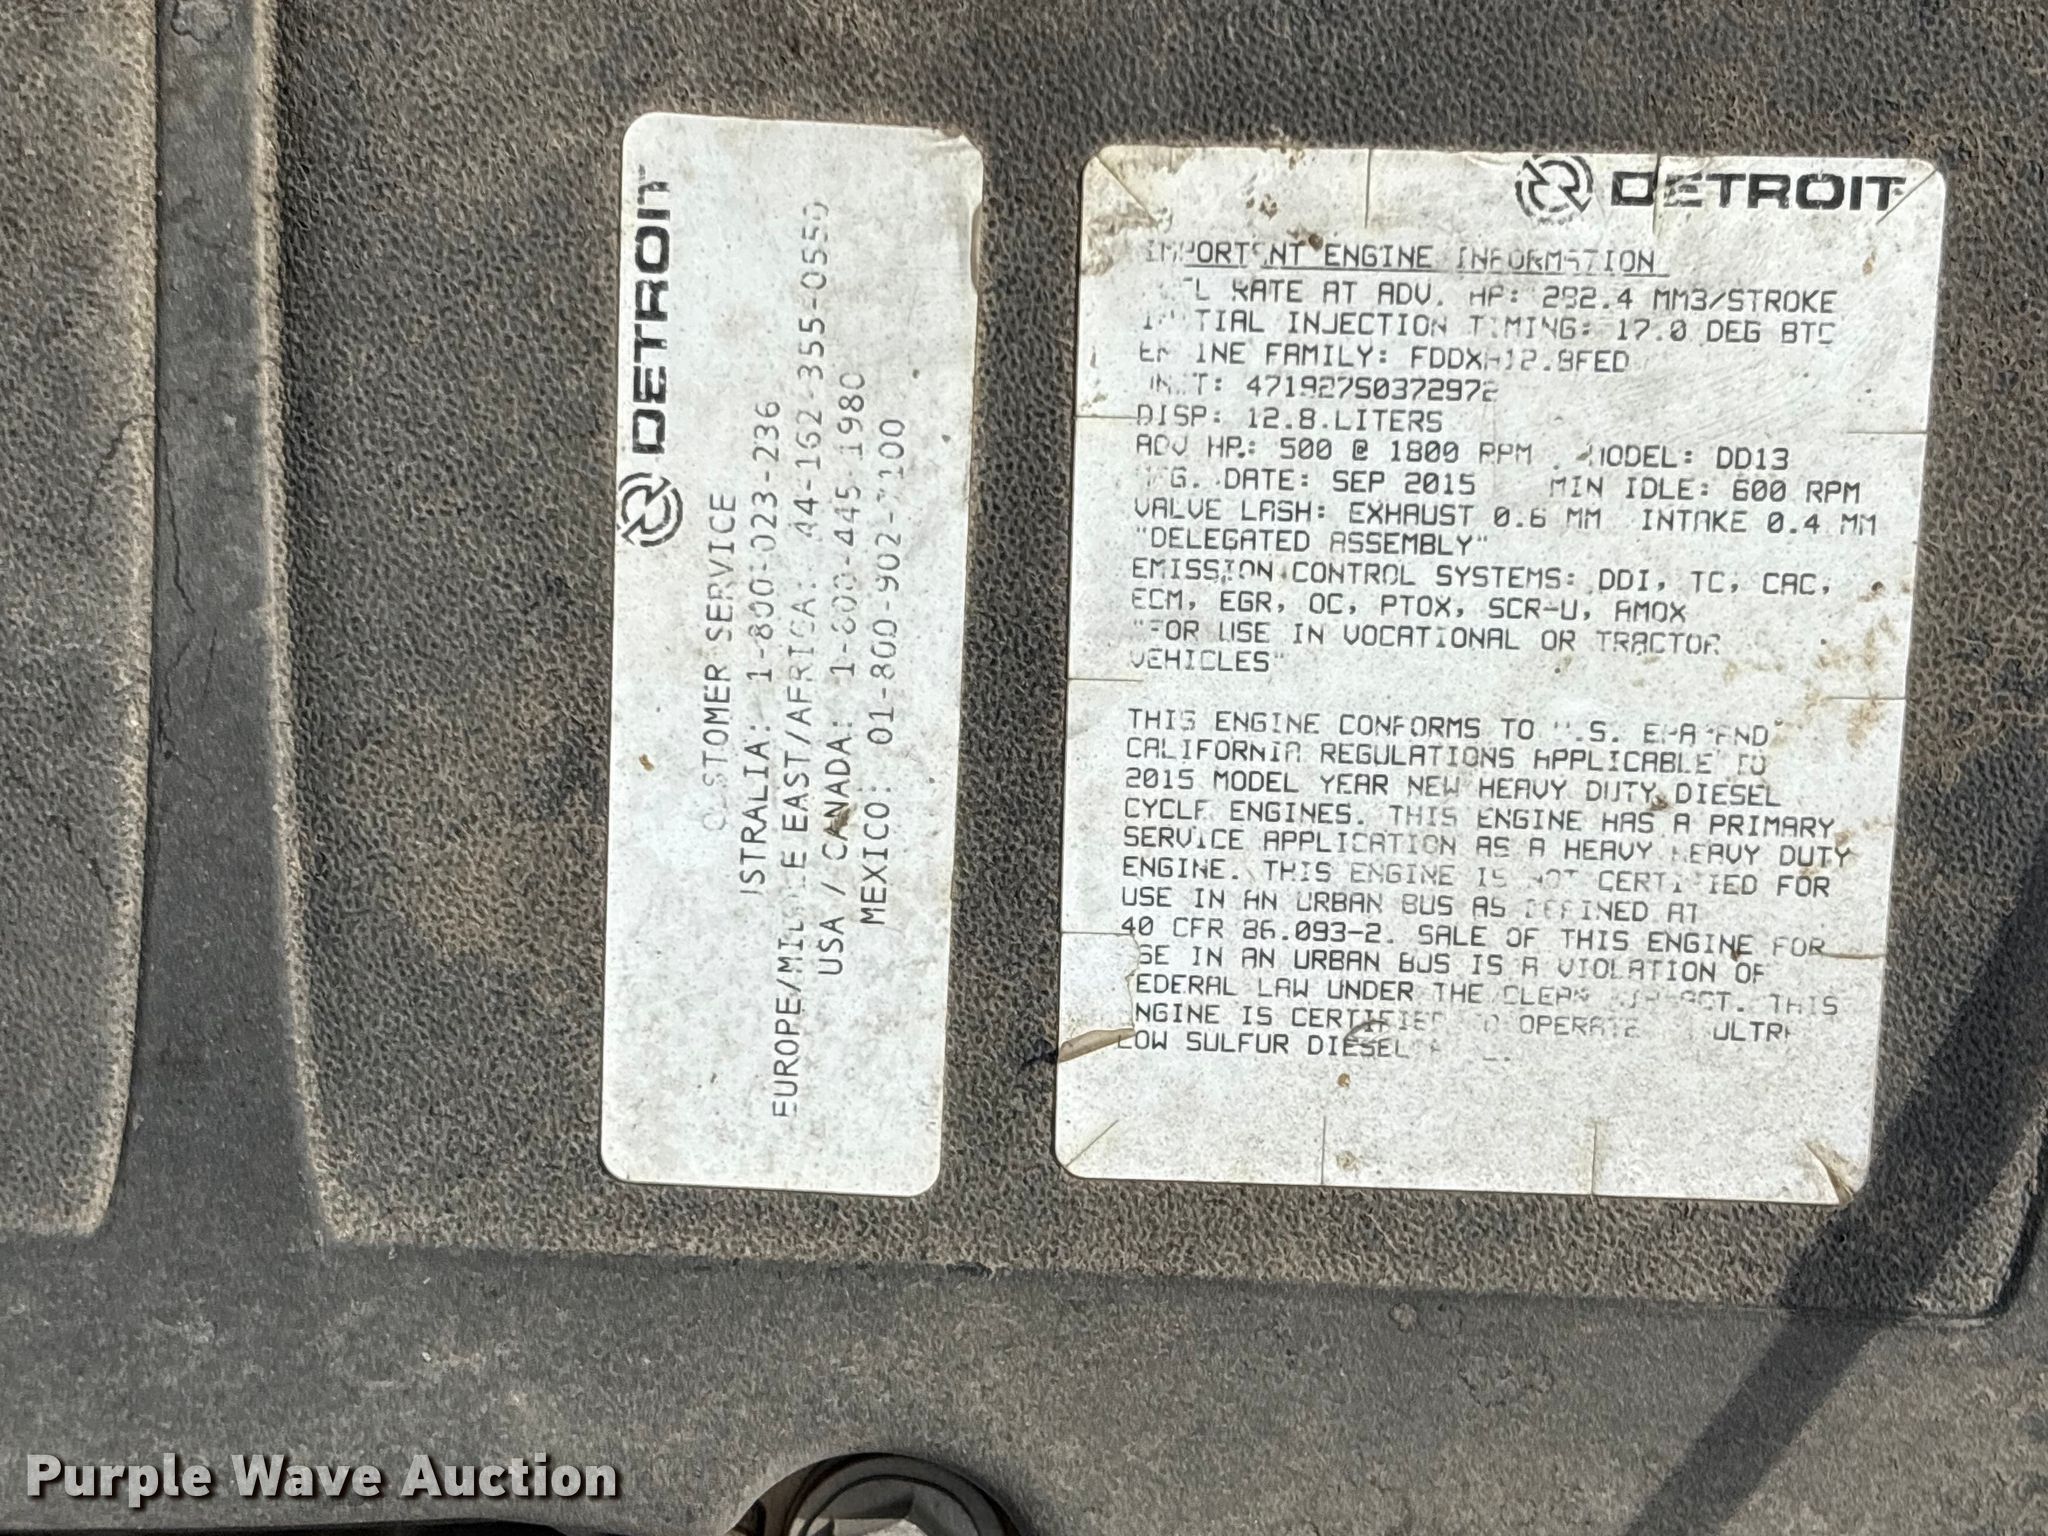 DETROIT
CUSTOMER SERVICE
1-800-023-236
EUROPE/MIDDLE EAST/AFRICA: 44-162-355-0550
USA / CANADA: 1-800-445-1980
MEXICO: 01-800-902-7100
DETROIT
IMPORTANT ENGINE INFORMATION
RATE AT ADV. HP: 292.4 MM3/STROKE
INITIAL INJECTION TIMING: 17.0 DEG BTC
ENGINE FAMILY: FDDXH12.8FED
UNIT: 471927S0372972
DISP: 12.8 LITERS
ADV HP: 500 @ 1800 RPM MODEL: DD13
MFG. DATE: SEP 2015 MIN IDLE: 600 RPM
VALVE LASH: EXHAUST 0.6 MM INTAKE 0.4 MM
"DELEGATED ASSEMBLY"
EMISSION CONTROL SYSTEMS: DDI, TC, CAC,
ECM, EGR, OC, PTOX, SCR-U, AMOX
"FOR USE IN VOCATIONAL OR TRACTOR
VEHICLES"
THIS ENGINE CONFORMS TO U.S. EPA AND
CALIFORNIA REGULATIONS APPLICABLE TO
2015 MODEL YEAR NEW HEAVY DUTY DIESEL
CYCLE ENGINES. THIS ENGINE HAS A PRIMARY
SERVICE APPLICATION AS A HEAVY HEAVY DUTY
ENGINE. THIS ENGINE IS NOT CERTIFIED FOR
USE IN AN URBAN BUS AS DEFINED AT
40 CFR 86.093-2. SALE OF THIS ENGINE FOR
USE IN AN URBAN BUS IS A VIOLATION OF
FEDERAL LAW UNDER THE CLEAN AIR ACT. THIS
ENGINE IS CERTIFIED TO OPERATE ULTRA
LOW SULFUR DIESEL
Purple Wave Auction